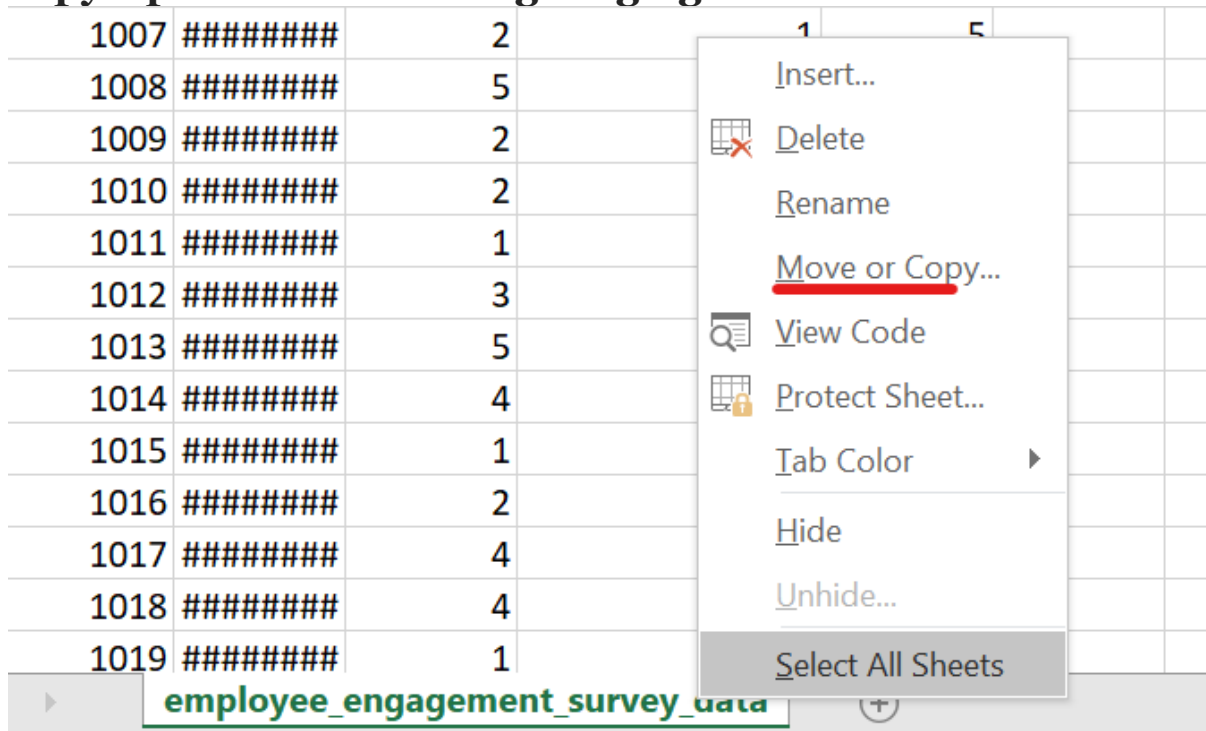 1007 ######## 2 1 5
1008 ######## 5
1009 ######## 2
1010 ######## 2
1011 ######## 1
1012 ######## 3
1013 ######## 5
1014 ######## 4
1015 ######## 1
1016 ######## 2
1017 ######## 4
1018 ######## 4
1019 ######## 1
Insert...
Delete
Rename
Move or Copy...
View Code
Protect Sheet...
Tab Color
Hide
Unhide...
Select All Sheets
employee_engagement_survey_data